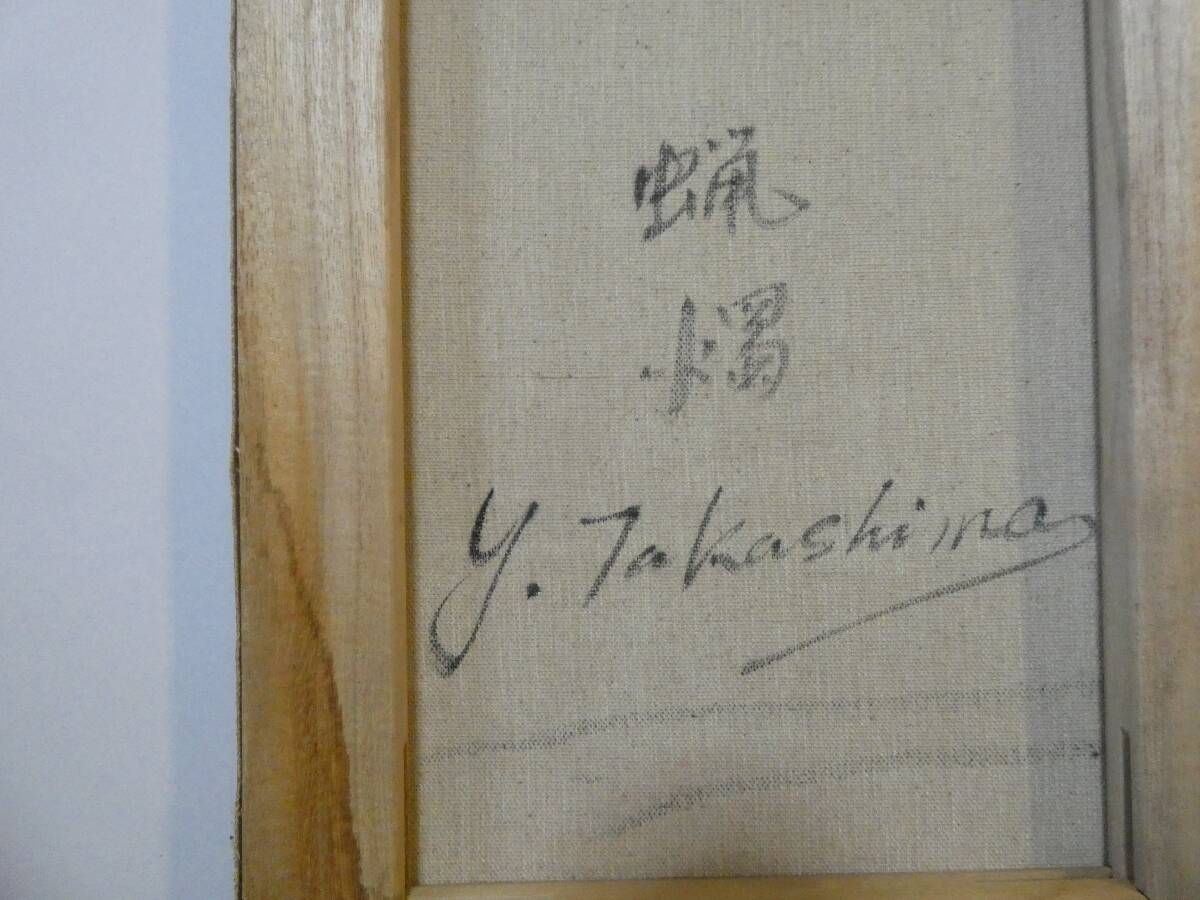 蝋
燭
Y. Takashima